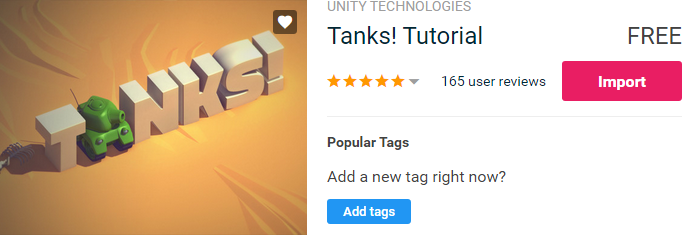 TANKS!
UNITY TECHNOLOGIES
Tanks! Tutorial
FREE
165 user reviews
Import
Popular Tags
Add a new tag right now?
Add tags